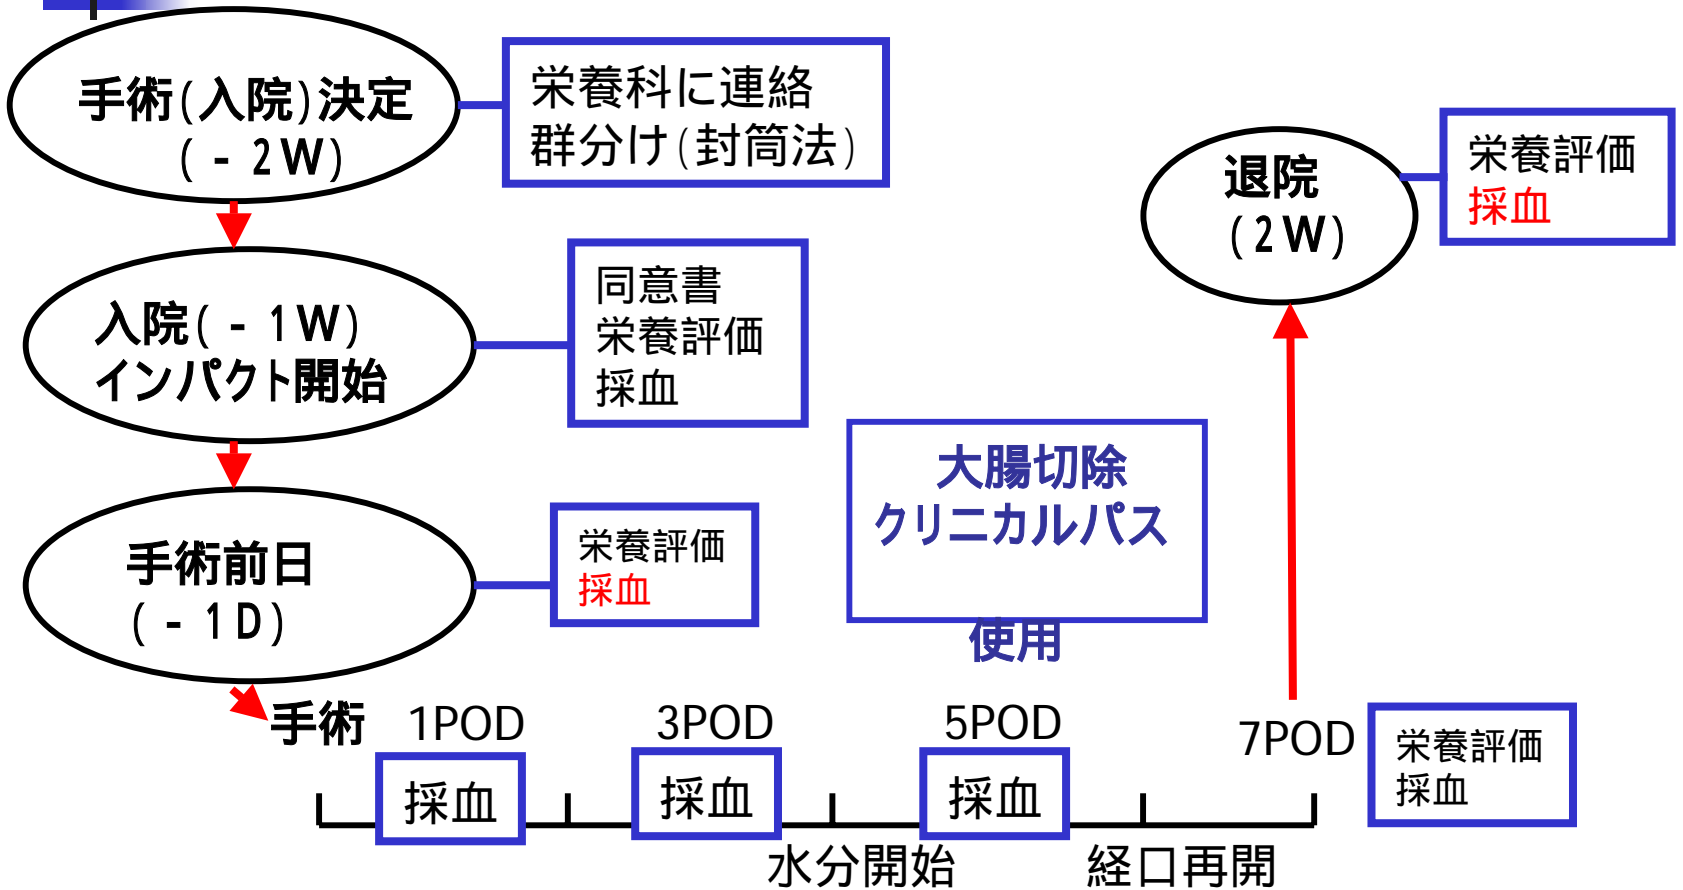 手術(入院)決定
(-2W)
栄養科に連絡
群分け(封筒法)
入院(-1W)
インパクト開始
同意書
栄養評価
採血
手術前日
(-1D)
栄養評価
採血
大腸切除
クリニカルパス
使用
退院
(2W)
栄養評価
採血
手術
1POD
3POD
5POD
7POD
採血
採血
採血
栄養評価
採血
水分開始
経口再開